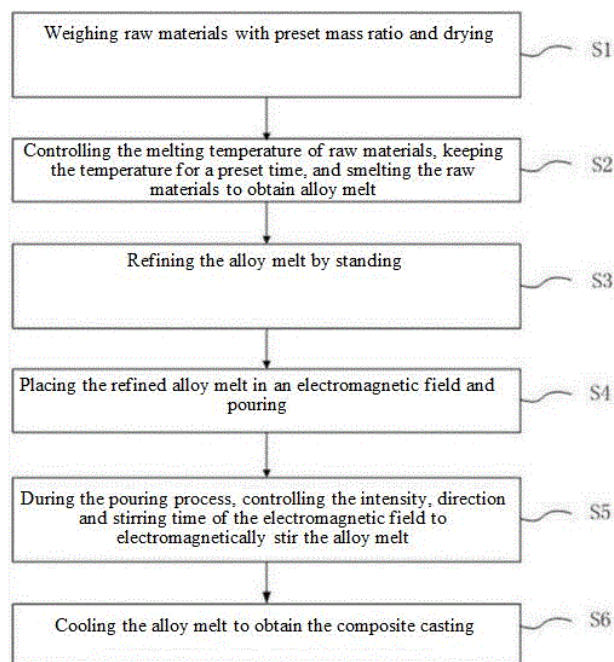 Weighing raw materials with preset mass ratio and drying
S1
Controlling the melting temperature of raw materials, keeping
the temperature for a preset time, and smelting the raw
materials to obtain alloy melt
S2
Refining the alloy melt by standing
S3
Placing the refined alloy melt in an electromagnetic field and
pouring
S4
During the pouring process, controlling the intensity, direction
and stirring time of the electromagnetic field to
electromagnetically stir the alloy melt
S5
Cooling the alloy melt to obtain the composite casting
S6